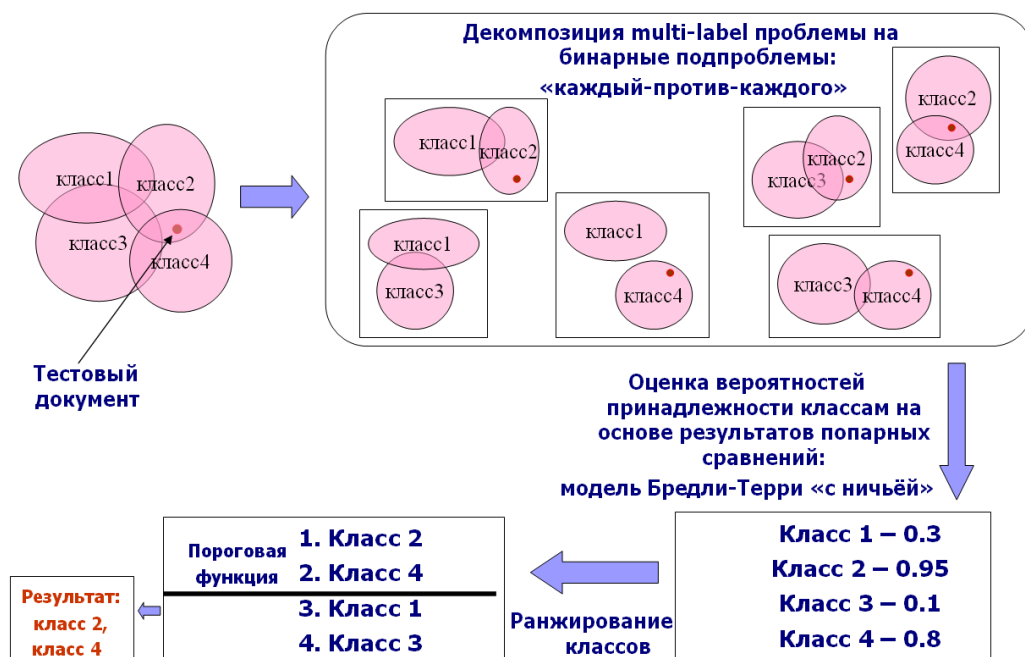 Декомпозиция multi-label проблемы на
бинарные подпроблемы:
«каждый-против-каждого»
класс1
класс2
класс3
класс4
Тестовый
документ
класс1
класс2
класс3
класс2
класс2
класс4
класс1
класс3
класс1
класс4
класс3
класс4
Оценка вероятностей
принадлежности классам на
основе результатов попарных
сравнений:
модель Бредли-Терри «с ничьёй»
Класс 1 – 0.3
Класс 2 – 0.95
Класс 3 – 0.1
Класс 4 – 0.8
Ранжирование
классов
Пороговая
функция
1. Класс 2
2. Класс 4
3. Класс 1
4. Класс 3
Результат:
класс 2,
класс 4